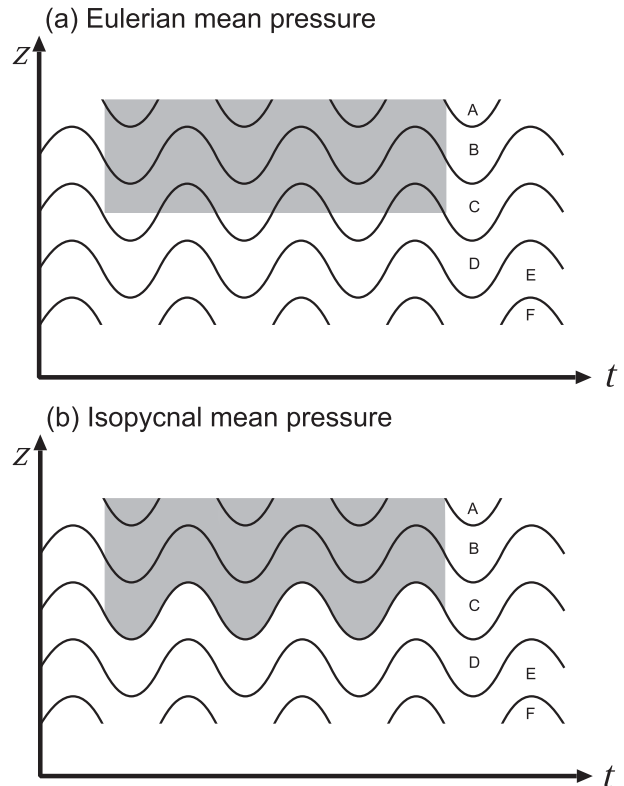 (a) Eulerian mean pressure
z
A
B
C
D
E
F
t
(b) Isopycnal mean pressure
z
A
B
C
D
E
F
t